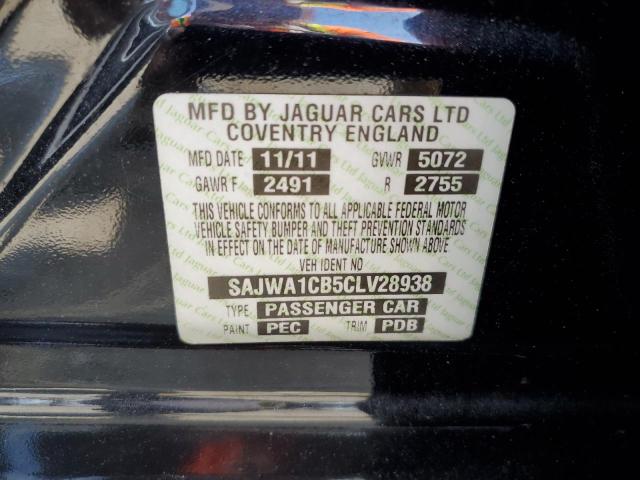 MFD BY JAGUAR CARS LTD
COVENTRY ENGLAND
MFD DATE 11/11 GVWR 5072
GAWR F 2491 R 2755
THIS VEHICLE CONFORMS TO ALL APPLICABLE FEDERAL MOTOR
VEHICLE SAFETY BUMPER AND THEFT PREVENTION STANDARDS
IN EFFECT ON THE DATE OF MANUFACTURE SHOWN ABOVE
VEH IDENT NO
SAJWA1CB5CLV28938
TYPE PASSENGER CAR
PAINT PEC TRIM PDB